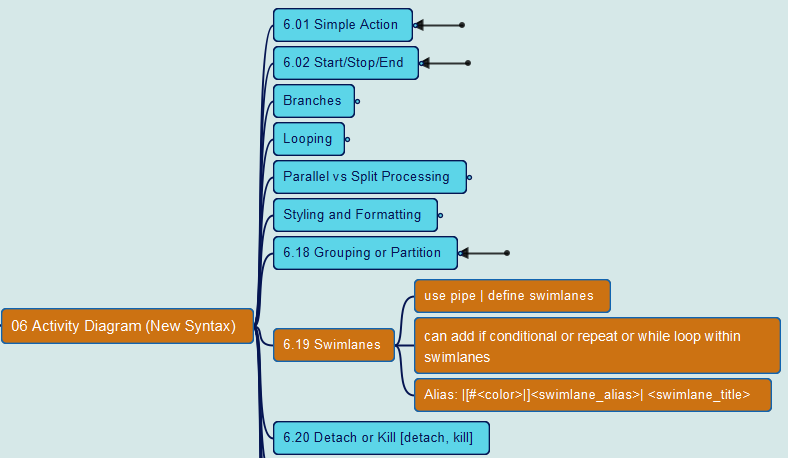 6.01 Simple Action
6.02 Start/Stop/End
Branches
Looping
Parallel vs Split Processing
Styling and Formatting
6.18 Grouping or Partition
06 Activity Diagram (New Syntax)
6.19 Swimlanes
use pipe | define swimlanes
can add if conditional or repeat or while loop within
swimlanes
Alias: |[#<color>|]<swimlane_alias>| <swimlane_title>
6.20 Detach or Kill [detach, kill]